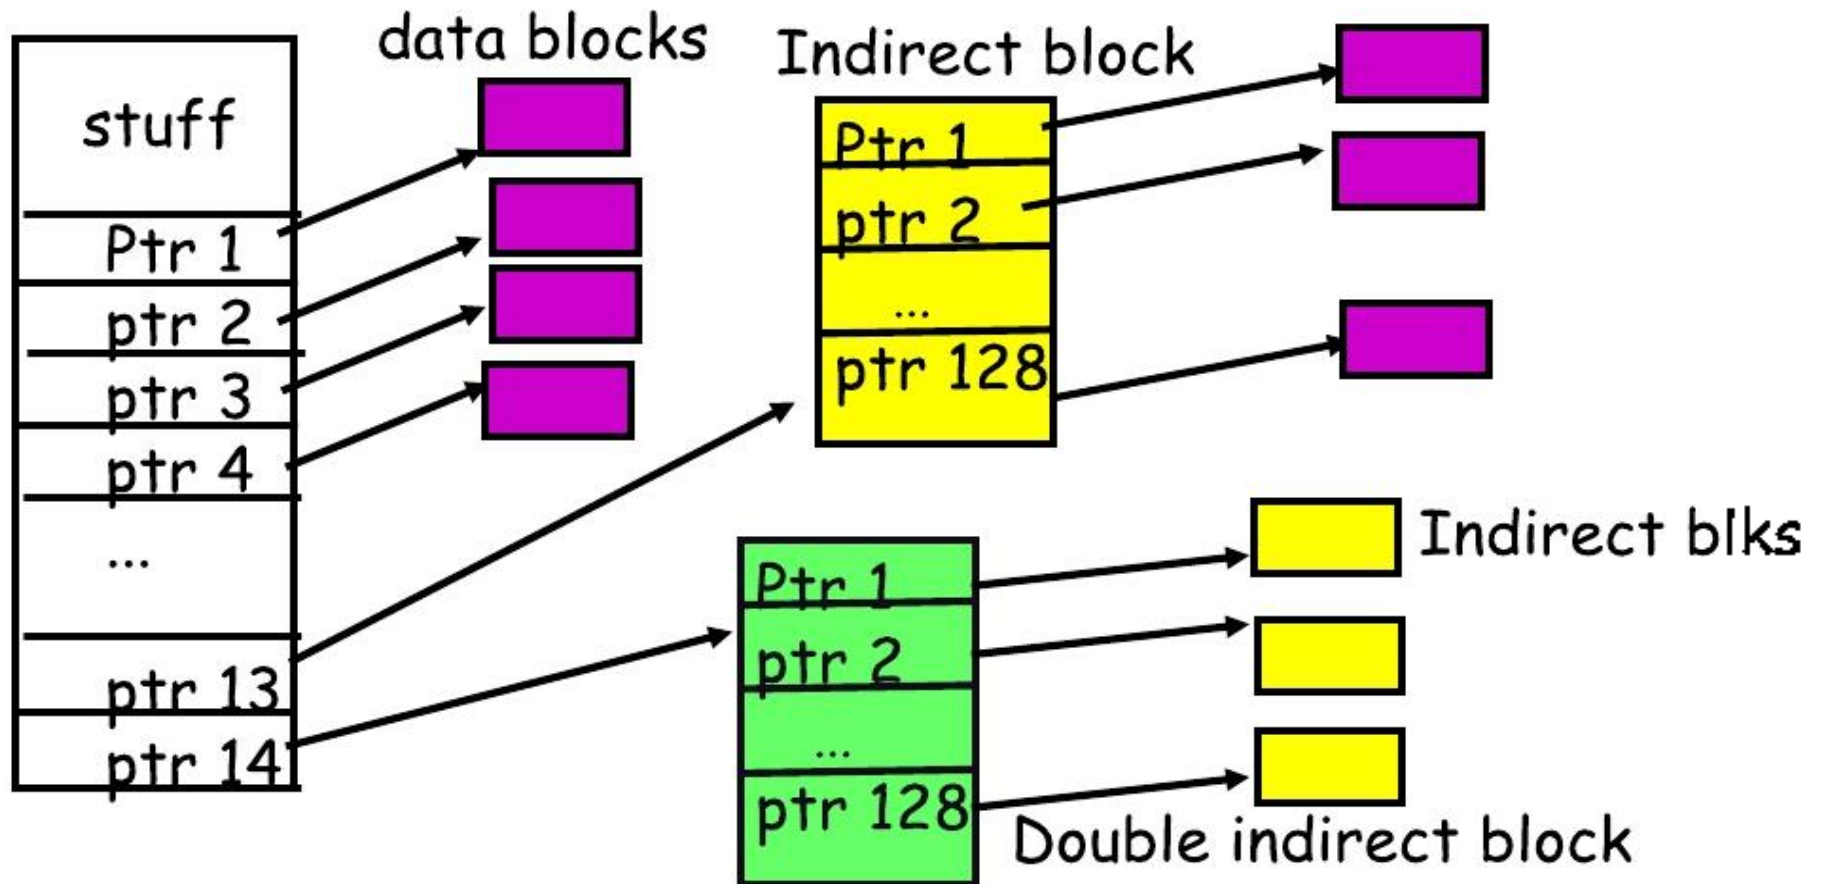 data blocks
Indirect block
stuff
Ptr 1
ptr 2
ptr 3
ptr 4
...
ptr 13
ptr 14
Ptr 1
ptr 2
...
ptr 128
Indirect blks
Ptr 1
ptr 2
...
ptr 128
Double indirect block